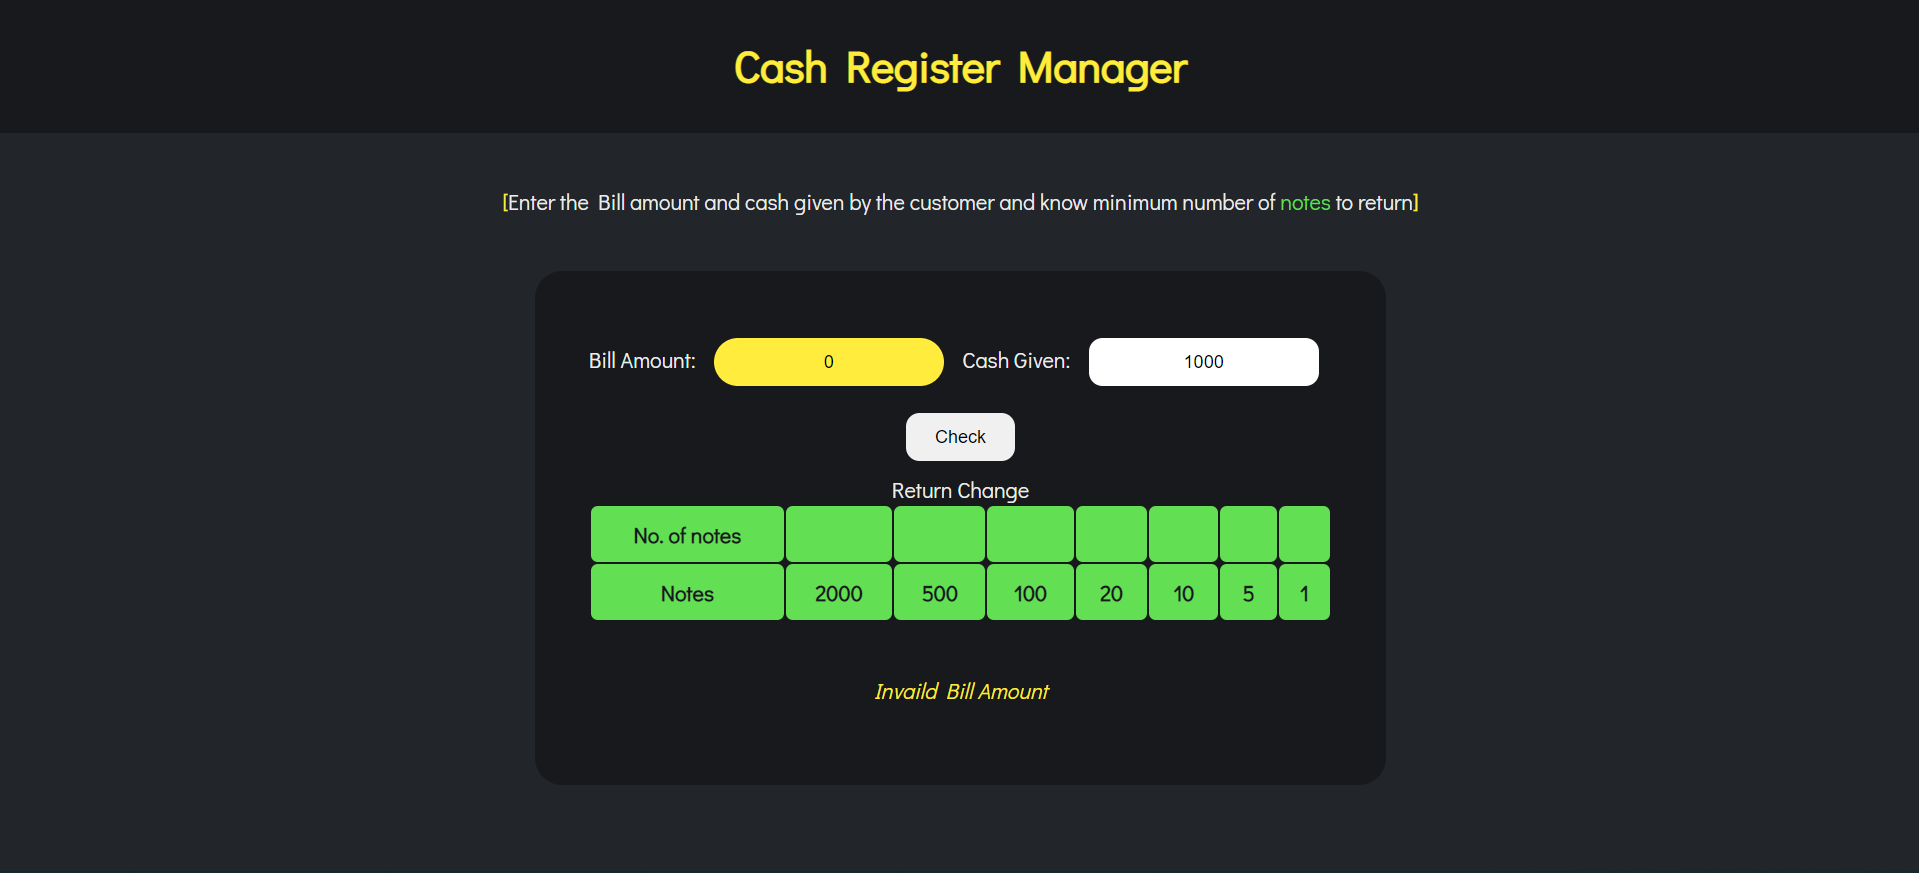 Cash Register Manager
[Enter the Bill amount and cash given by the customer and know minimum number of notes to return]
Bill Amount: 0 Cash Given: 1000
Check
Return Change
No. of notes
Notes 2000 500 100 20 10 5 1
Invaild Bill Amount